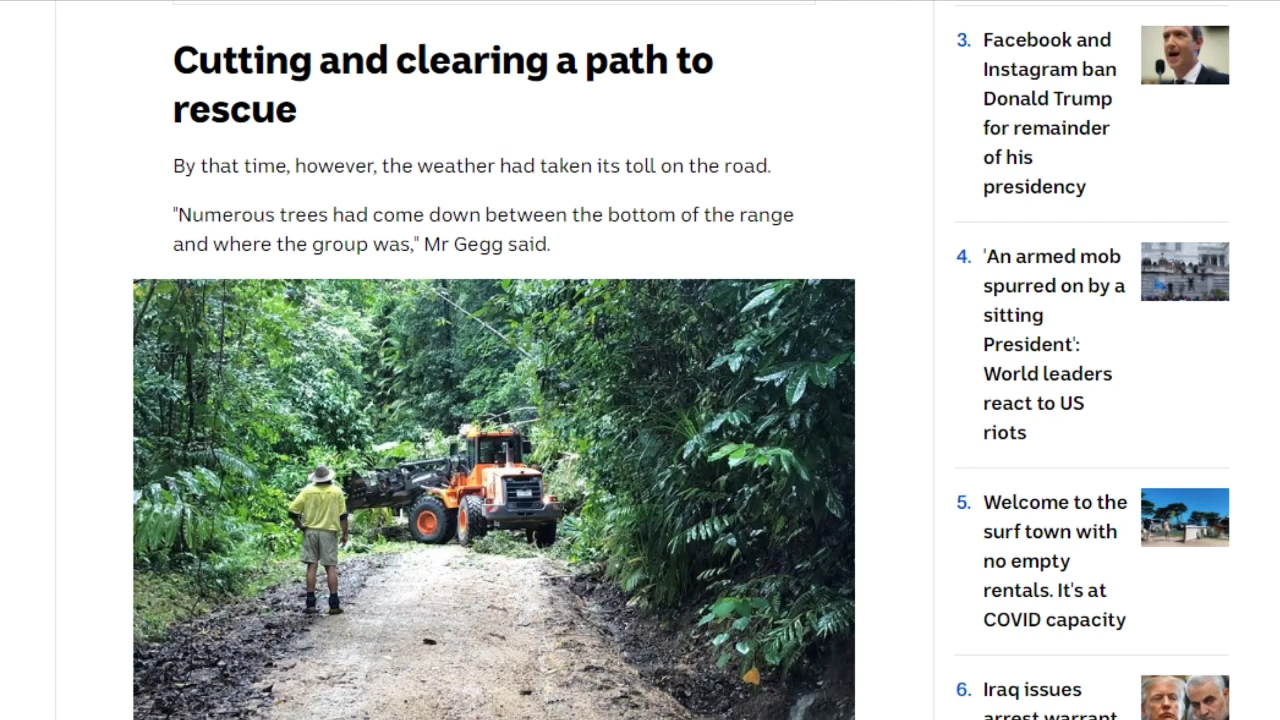 Cutting and clearing a path to
rescue
By that time, however, the weather had taken its toll on the road.
"Numerous trees had come down between the bottom of the range
and where the group was," Mr Gegg said.
3. Facebook and
Instagram ban
Donald Trump
for remainder
of his
presidency
4. 'An armed mob
spurred on by a
sitting
President':
World leaders
react to US
riots
5. Welcome to the
surf town with
no empty
rentals. It's at
COVID capacity
6. Iraq issues
arrest warrant